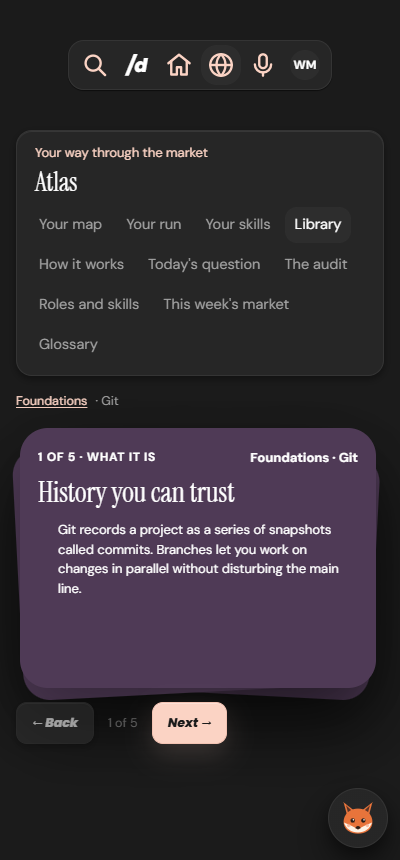 /d
WM
Your way through the market
Atlas
Your map Your run Your skills Library
How it works Today's question The audit
Roles and skills This week's market
Glossary
Foundations · Git
1 OF 5 · WHAT IT IS Foundations · Git
History you can trust
Git records a project as a series of snapshots
called commits. Branches let you work on
changes in parallel without disturbing the main
line.
←Back 1 of 5 Next→